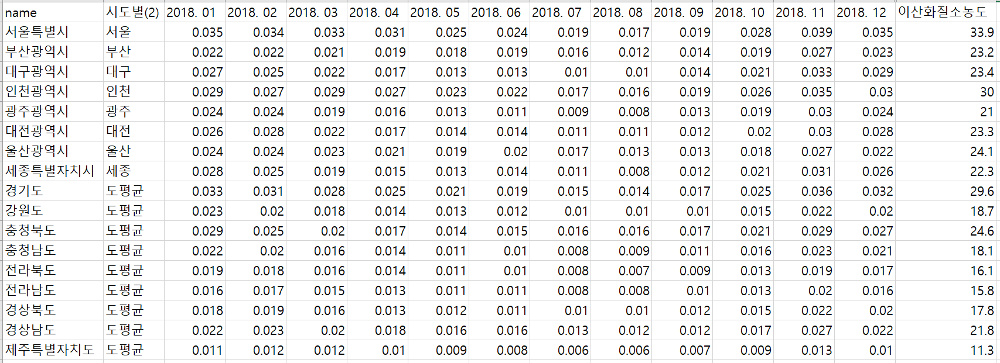 name 시도별(2) 2018. 01 2018. 02 2018. 03 2018. 04 2018. 05 2018. 06 2018. 07 2018. 08 2018. 09 2018. 10 2018. 11 2018. 12 이산화질소농도
서울특별시 서울 0.035 0.034 0.033 0.031 0.025 0.024 0.019 0.017 0.019 0.028 0.039 0.035 33.9
부산광역시 부산 0.022 0.022 0.021 0.019 0.018 0.019 0.016 0.012 0.014 0.019 0.027 0.023 23.2
대구광역시 대구 0.027 0.025 0.022 0.017 0.013 0.013 0.01 0.01 0.014 0.021 0.033 0.029 23.4
인천광역시 인천 0.029 0.027 0.029 0.027 0.023 0.022 0.017 0.016 0.019 0.026 0.035 0.03 30
광주광역시 광주 0.024 0.024 0.019 0.016 0.013 0.011 0.009 0.008 0.013 0.019 0.03 0.024 21
대전광역시 대전 0.026 0.028 0.022 0.017 0.014 0.014 0.011 0.011 0.012 0.02 0.03 0.028 23.3
울산광역시 울산 0.024 0.024 0.023 0.021 0.019 0.02 0.017 0.013 0.013 0.018 0.027 0.022 24.1
세종특별자치시 세종 0.028 0.025 0.019 0.015 0.013 0.014 0.011 0.008 0.012 0.021 0.031 0.026 22.3
경기도 도평균 0.033 0.031 0.028 0.025 0.021 0.019 0.015 0.014 0.017 0.025 0.036 0.032 29.6
강원도 도평균 0.023 0.02 0.018 0.014 0.013 0.012 0.01 0.01 0.01 0.015 0.022 0.02 18.7
충청북도 도평균 0.029 0.025 0.02 0.017 0.014 0.015 0.016 0.016 0.017 0.021 0.029 0.027 24.6
충청남도 도평균 0.022 0.02 0.016 0.014 0.011 0.01 0.008 0.009 0.011 0.016 0.023 0.021 18.1
전라북도 도평균 0.019 0.018 0.016 0.014 0.011 0.01 0.008 0.007 0.009 0.013 0.019 0.017 16.1
전라남도 도평균 0.016 0.017 0.015 0.013 0.011 0.011 0.008 0.008 0.01 0.013 0.02 0.016 15.8
경상북도 도평균 0.018 0.019 0.016 0.013 0.012 0.011 0.01 0.01 0.012 0.015 0.022 0.02 17.8
경상남도 도평균 0.022 0.023 0.02 0.018 0.016 0.016 0.013 0.012 0.012 0.017 0.027 0.022 21.8
제주특별자치도 도평균 0.011 0.012 0.012 0.01 0.009 0.008 0.006 0.006 0.007 0.009 0.013 0.01 11.3